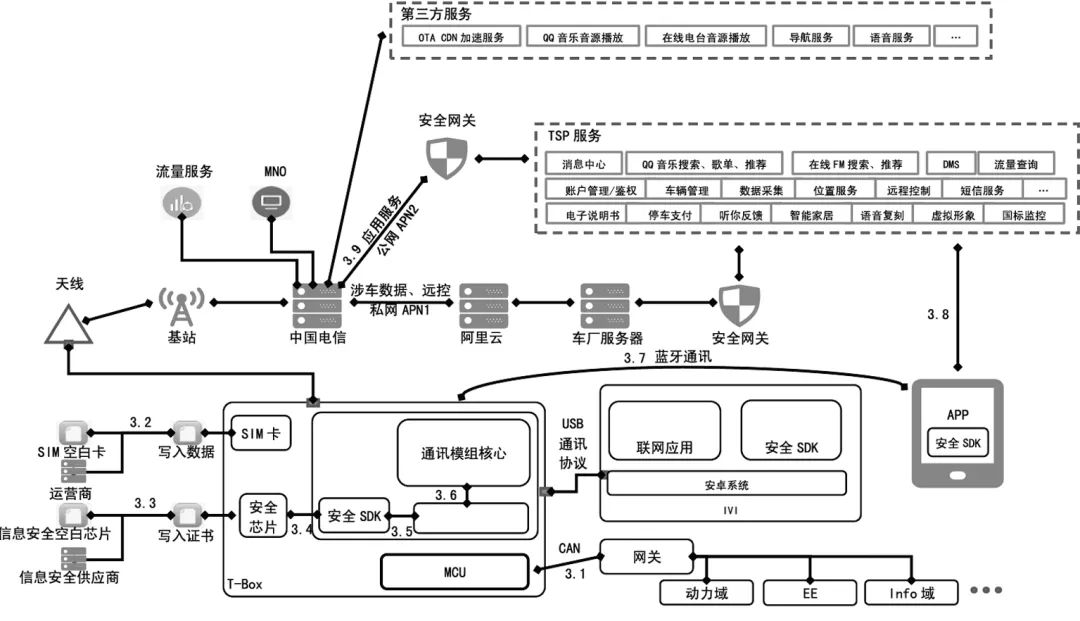 第三方服务
OTA CDN 加速服务
QQ 音乐音源播放
在线电台音源播放
导航服务
语音服务
…
安全网关
TSP 服务
消息中心
QQ 音乐搜索、歌单、推荐
在线 FM 搜索、推荐
DMS
流量查询
账户管理/鉴权
车辆管理
数据采集
位置服务
远程控制
短信服务
…
电子说明书
停车支付
听你反馈
智能家居
语音复刻
虚拟形象
国标监控
流量服务
MNO
3.9 应用服务
公网 APN2
天线
基站
中国电信
涉车数据、远控
私网 APN1
阿里云
车厂服务器
安全网关
3.8
3.7 蓝牙通讯
APP
安全 SDK
SIM 空白卡
3.2
写入数据
运营商
SIM 卡
通讯模组核心
3.6
USB
通讯
协议
联网应用
安全 SDK
安卓系统
IVI
信息安全空白芯片
3.3
写入证书
信息安全供应商
安全
芯片
3.4
安全 SDK
3.5
MCU
T-Box
CAN
3.1
网关
动力域
EE
Info 域